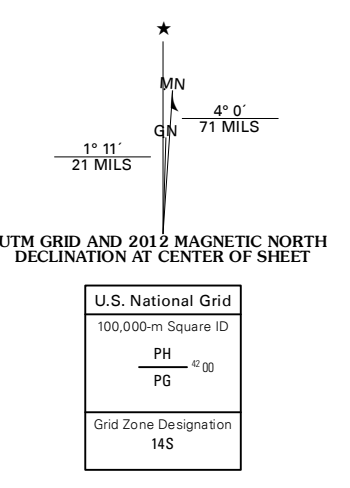 ★
MN
4° 0´
71 MILS
GN
1° 11´
21 MILS
UTM GRID AND 2012 MAGNETIC NORTH
DECLINATION AT CENTER OF SHEET
U.S. National Grid
100,000-m Square ID
PH
42 00
PG
Grid Zone Designation
14S